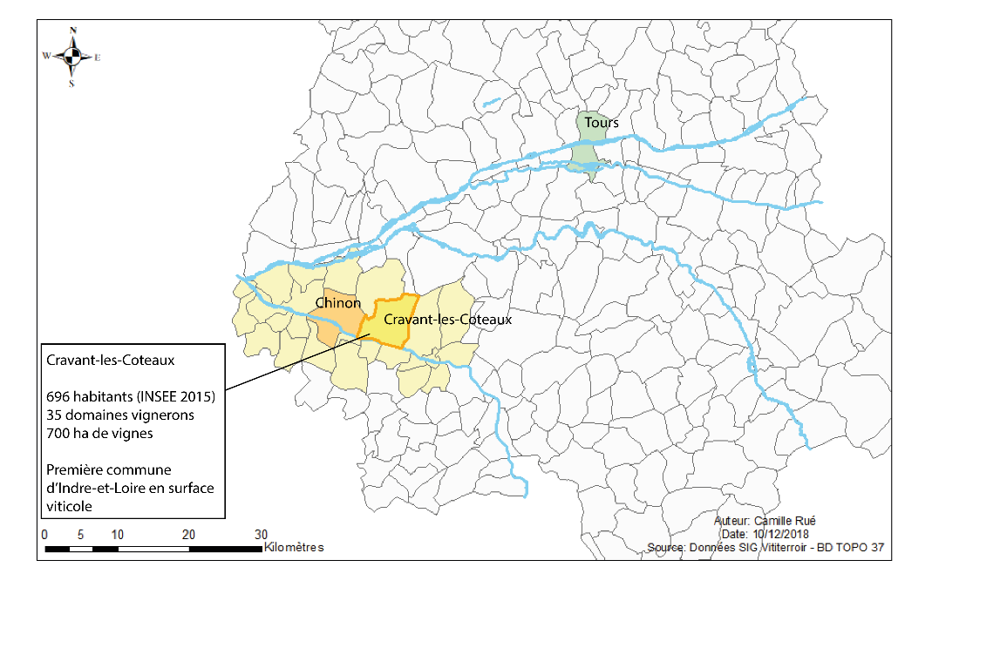 N
W E
S
Tours
Chinon
Cravant-les-Coteaux
Cravant-les-Coteaux
696 habitants (INSEE 2015)
35 domaines vignerons
700 ha de vignes
Première commune
d'Indre-et-Loire en surface
viticole
0 5 10 20 30
Kilomètres
Auteur: Camille Rué
Date: 10/12/2018
Source: Données SIG Vititerroir - BD TOPO 37